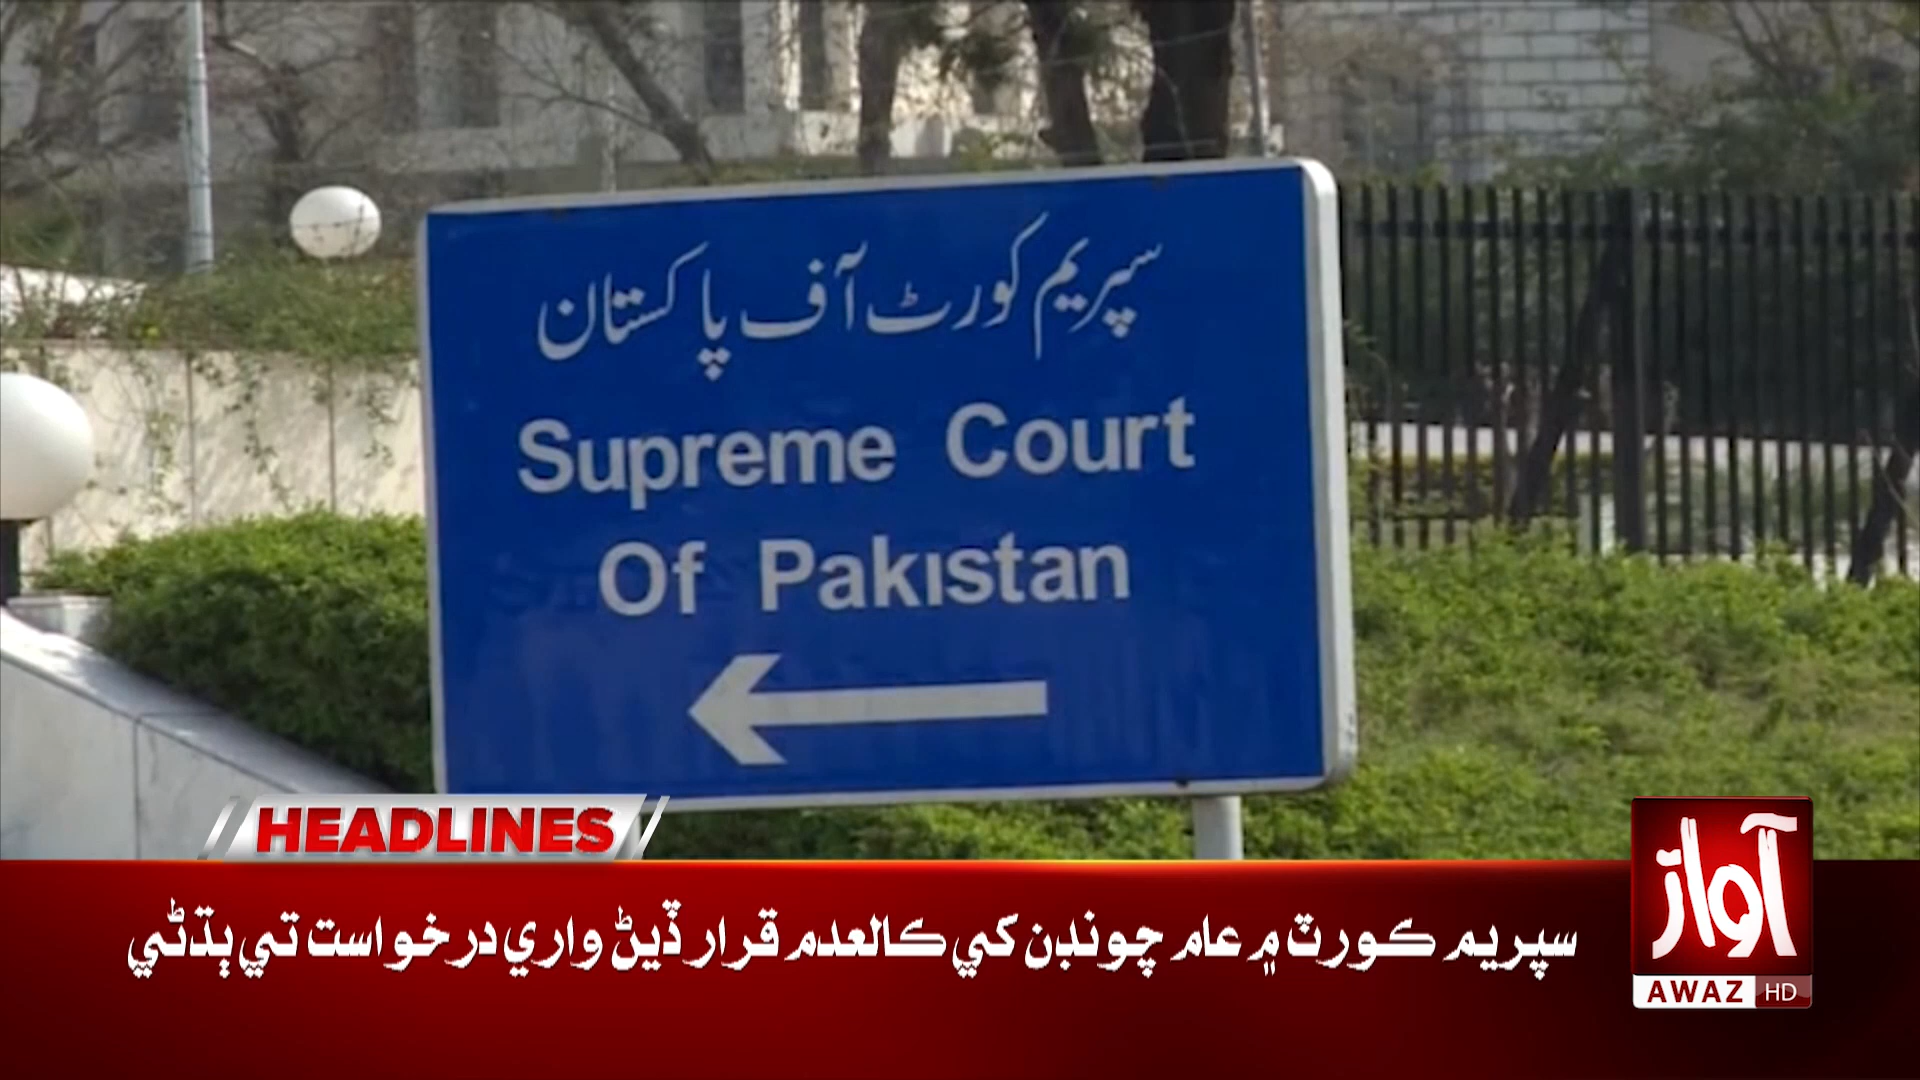 سپریم کورٹ آف پاکستان
Supreme Court
Of Pakistan
HEADLINES
سپريم ڪورٽ ۾ عام چونڊن کي ڪالعدم قرار ڏيڻ واري درخواست تي ٻڌڻي
آواز
AWAZ HD